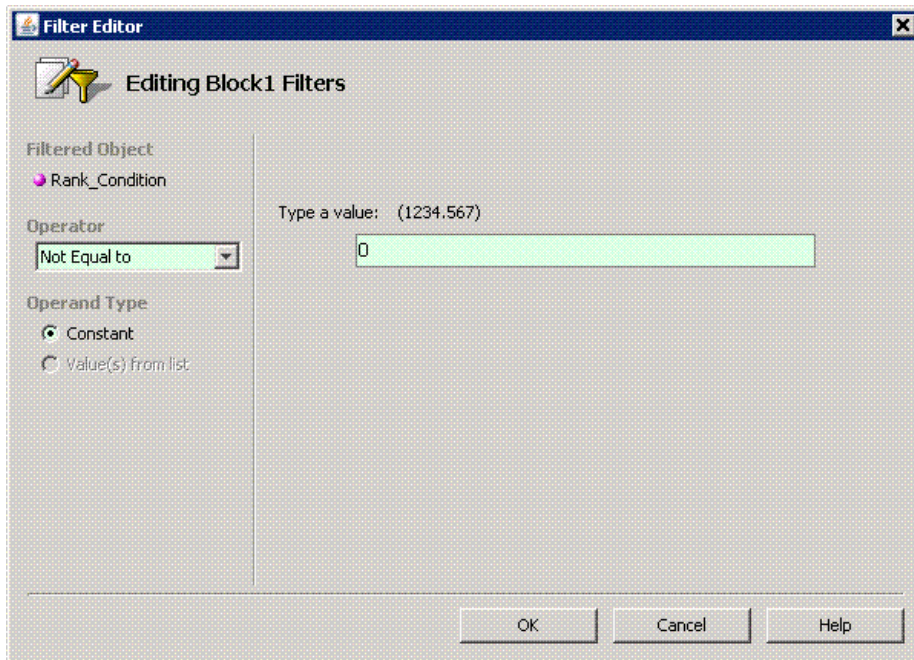 Filter Editor
Editing Block1 Filters
Filtered Object
Rank_Condition
Operator
Not Equal to
Operand Type
Constant
Value(s) from list
Type a value: (1234.567)
0
OK Cancel Help